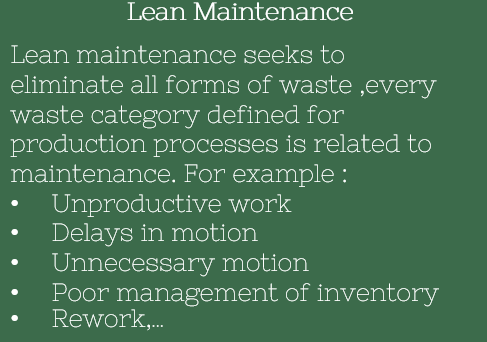 Lean Maintenance
Lean maintenance seeks to
eliminate all forms of waste ,every
waste category defined for
production processes is related to
maintenance. For example :
• Unproductive work
• Delays in motion
• Unnecessary motion
• Poor management of inventory
• Rework,...